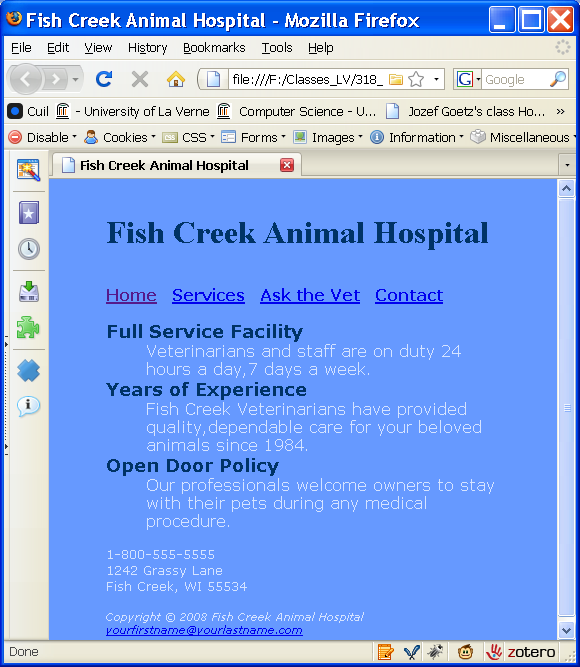 Fish Creek Animal Hospital - Mozilla Firefox
File Edit View History Bookmarks Tools Help
file:///F:/Classes_LV/318_ Google
Cuil - University of La Verne Computer Science - U... Jozef Goetz's class Ho... »
Disable Cookies CSS Forms Images Information Miscellaneous
Fish Creek Animal Hospital
Fish Creek Animal Hospital
Home Services Ask the Vet Contact
Full Service Facility
Veterinarians and staff are on duty 24
hours a day,7 days a week.
Years of Experience
Fish Creek Veterinarians have provided
quality,dependable care for your beloved
animals since 1984.
Open Door Policy
Our professionals welcome owners to stay
with their pets during any medical
procedure.
1-800-555-5555
1242 Grassy Lane
Fish Creek, WI 55534
Copyright © 2008 Fish Creek Animal Hospital
yourfirstname@yourlastname.com
Done zotero